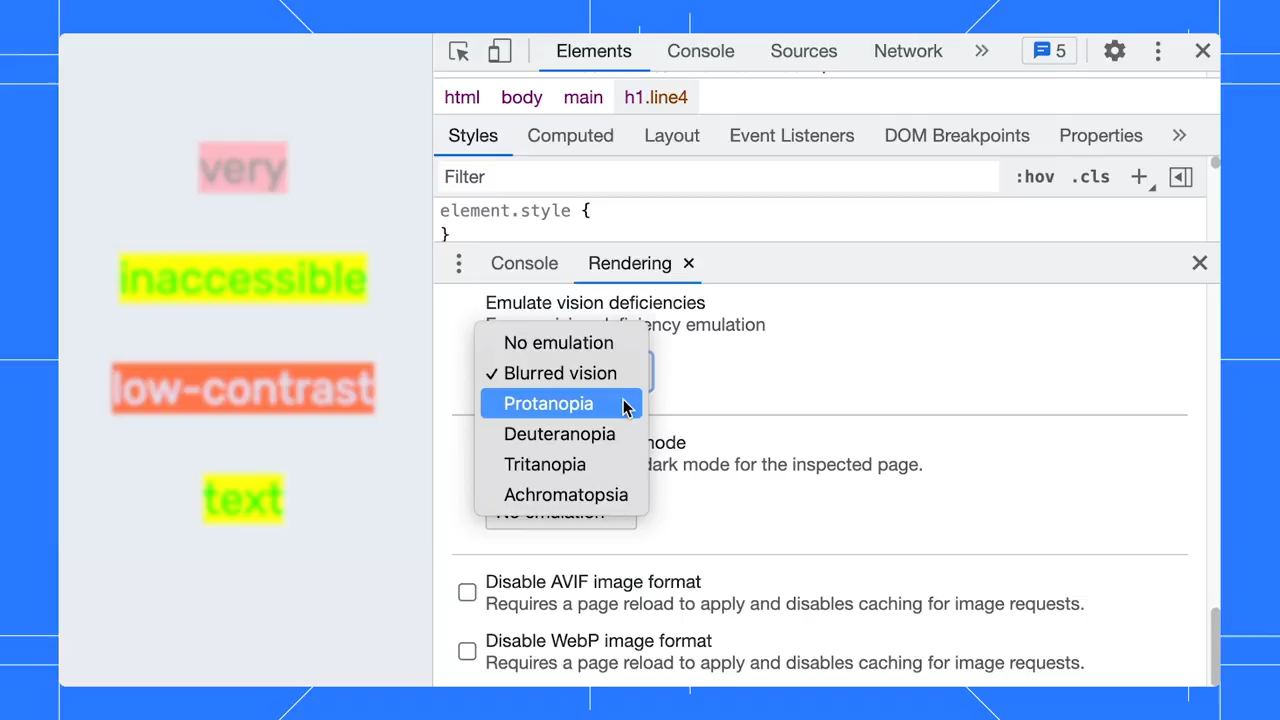 very
inaccessible
low-contrast
text
Elements Console Sources Network 5
html body main h1.line4
Styles Computed Layout Event Listeners DOM Breakpoints Properties
Filter :hov .cls
element.style {
}
Console Rendering
Emulate vision deficiencies
deficiency emulation
No emulation
Blurred vision
Protanopia
Deuteranopia
Tritanopia
Achromatopsia
mode
dark mode for the inspected page.
No emulation
Disable AVIF image format
Requires a page reload to apply and disables caching for image requests.
Disable WebP image format
Requires a page reload to apply and disables caching for image requests.